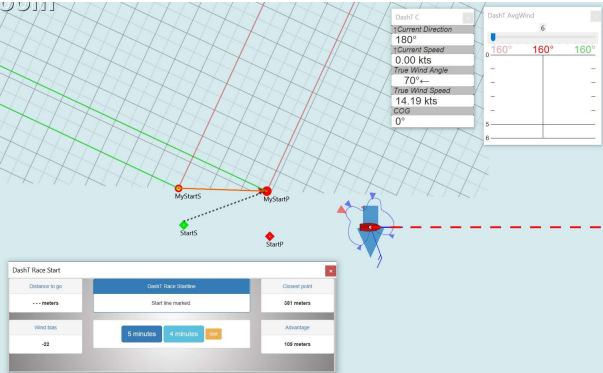 DashT C
↑Current Direction
180°
↑Current Speed
0.00 kts
True Wind Angle
70°←
True Wind Speed
14.19 kts
COG
0°
DashT AvgWind
6
160° 160° 160°
0
5
6
MyStartS
MyStartP
StartS
StartP
DashT Race Start
Distance to go
--- meters
Wind bias
-22
DashT Race Startline
Start line marked.
5 minutes 4 minutes
Closest point
381 meters
Advantage
109 meters